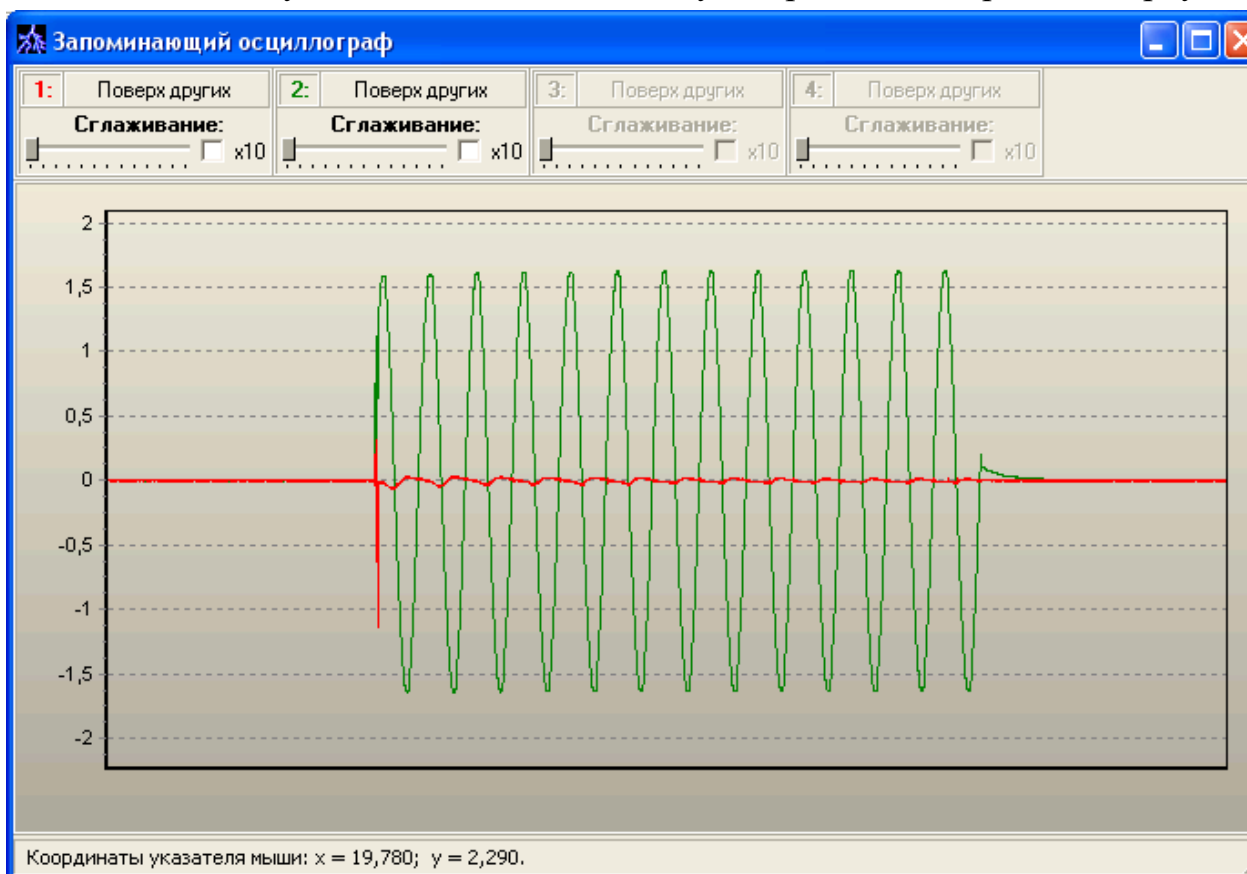 Запоминающий осциллограф
1: Поверх других 2: Поверх других 3: Поверх других 4: Поверх других
Сглаживание: Сглаживание: Сглаживание: Сглаживание:
x10 x10 x10 x10
2
1,5
1
0,5
0
-0,5
-1
-1,5
-2
Координаты указателя мыши: x = 19,780; y = 2,290.